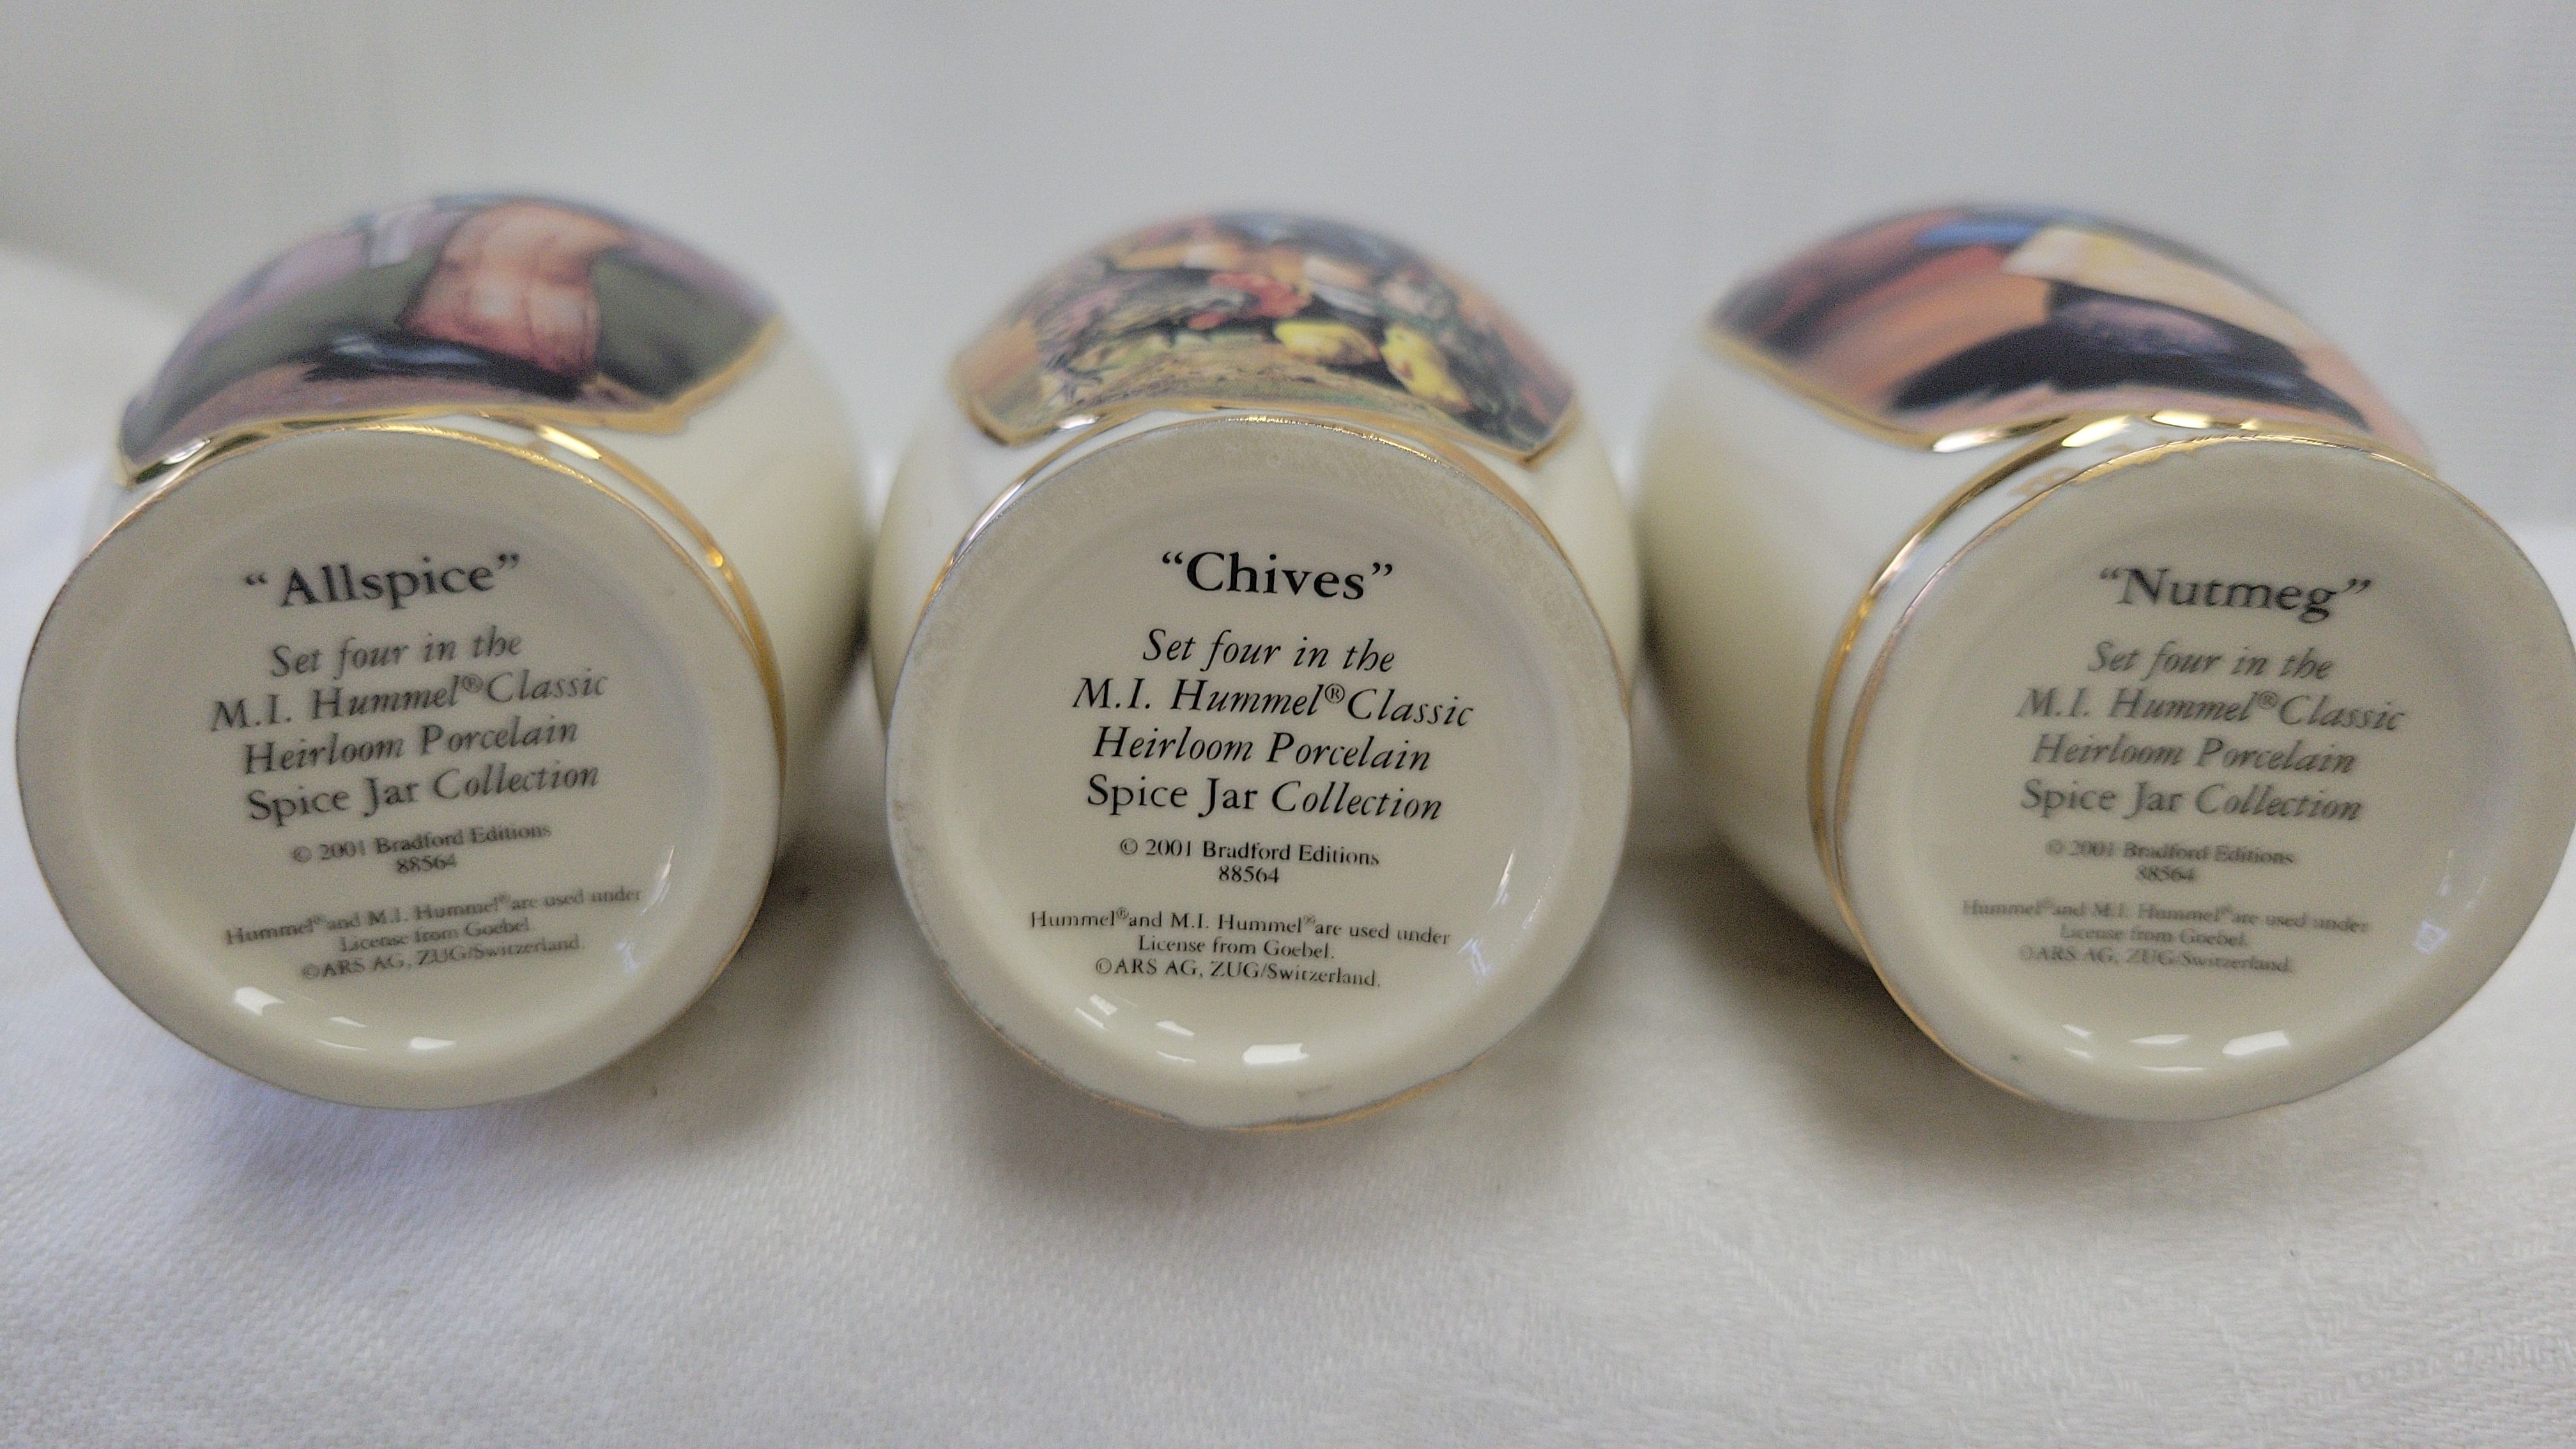 “Allspice”
Set four in the
M.I. Hummel®Classic
Heirloom Porcelain
Spice Jar Collection
© 2001 Bradford Editions
88564
Hummel®and M.I. Hummel®are used under
License from Goebel.
©ARS AG, ZUG/Switzerland.
“Chives”
Set four in the
M.I. Hummel®Classic
Heirloom Porcelain
Spice Jar Collection
© 2001 Bradford Editions
88564
Hummel®and M.I. Hummel®are used under
License from Goebel.
©ARS AG, ZUG/Switzerland.
“Nutmeg”
Set four in the
M.I. Hummel®Classic
Heirloom Porcelain
Spice Jar Collection
© 2001 Bradford Editions
88564
Hummel®and M.I. Hummel®are used under
License from Goebel.
©ARS AG, ZUG/Switzerland.